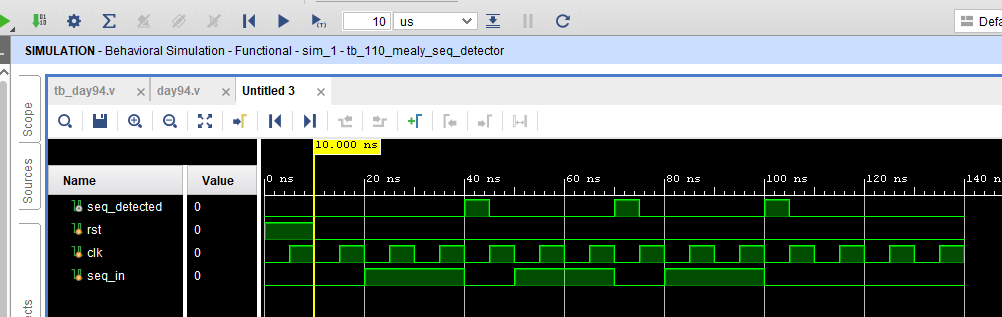 10 us
SIMULATION - Behavioral Simulation - Functional - sim_1 - tb_110_mealy_seq_detector
tb_day94.v day94.v Untitled 3
Scope
Sources
10.000 ns
Name Value
0 ns 20 ns 40 ns 60 ns 80 ns 100 ns 120 ns 140 ns
seq_detected 0
rst 0
clk 0
seq_in 0